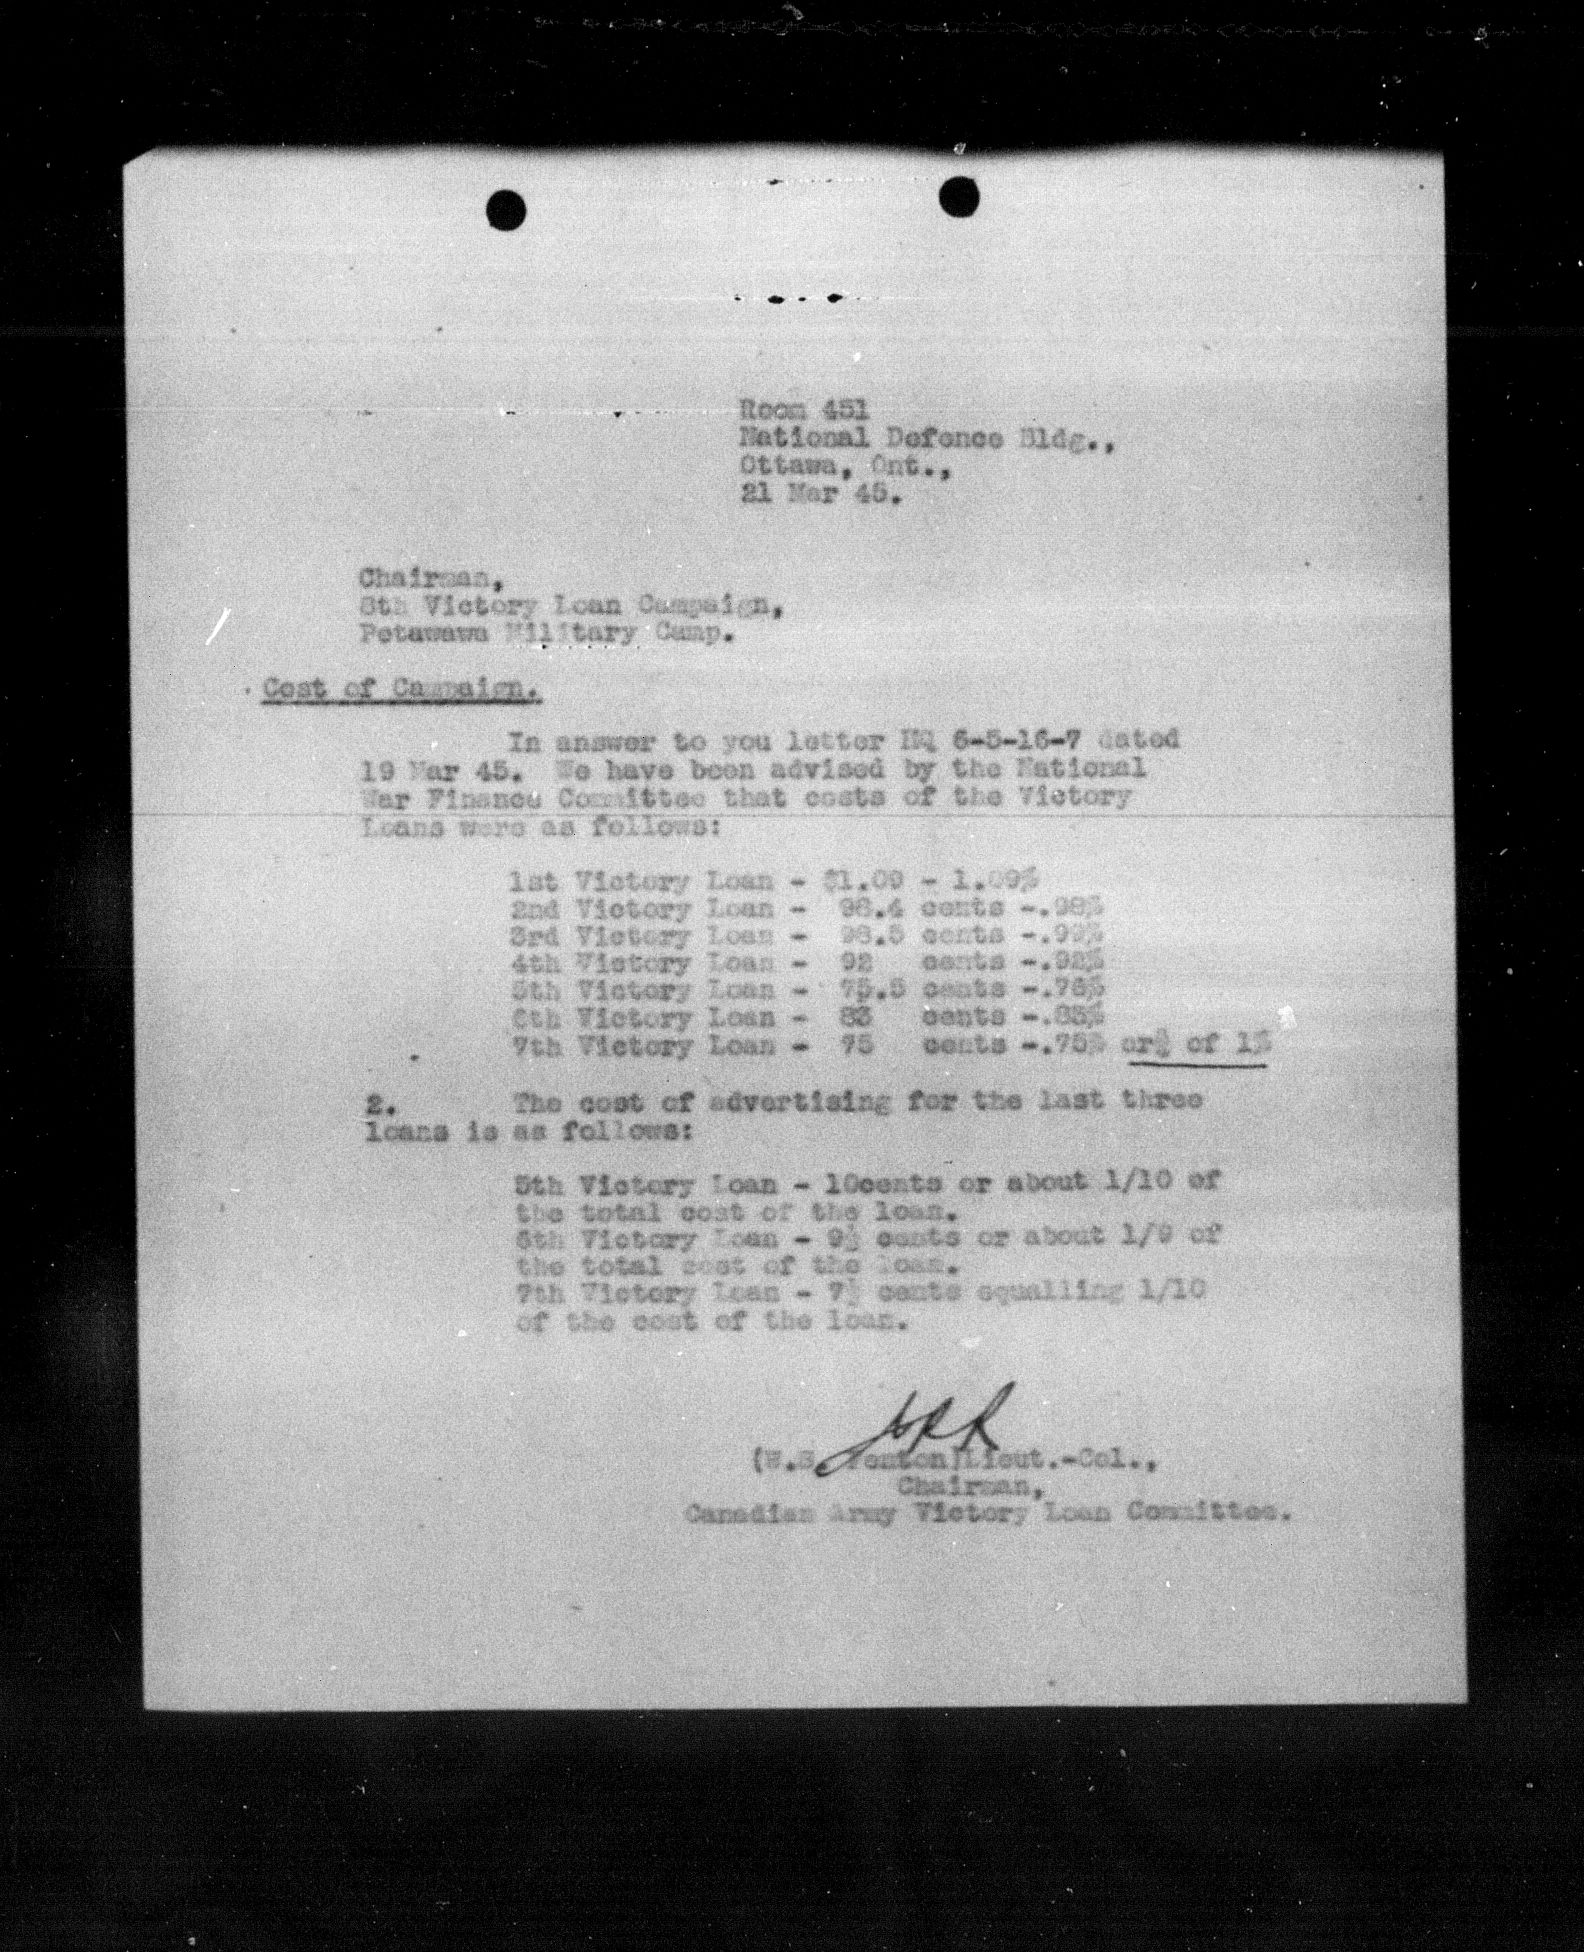 Room 451
National Defence Bldg.,
Ottawa, Ont.,
21 Mar 45.
Chairman,
8th Victory Loan Campaign,
Petawawa Military Camp.
Cost of Campaign.
In answer to you letter HQ 6-5-16-7 dated
19 Mar 45. We have been advised by the National
War Finance Committee that costs of the Victory
Loans were as follows:
1st Victory Loan - $1.09 - 1.09%
2nd Victory Loan - 98.4 cents -.98%
3rd Victory Loan - 98.5 cents -.99%
4th Victory Loan - 92 cents -.92%
5th Victory Loan - 75.5 cents -.76%
6th Victory Loan - 83 cents -.83%
7th Victory Loan - 75 cents -.75% or¾ of 1%
2. The cost of advertising for the last three
loans is as follows:
5th Victory Loan - 10cents or about 1/10 of
the total cost of the loan.
6th Victory Loan - 9½ cents or about 1/9 of
the total cost of the loan.
7th Victory Loan - 7½ cents equalling 1/10
of the cost of the loan.
(W.S. Fenton)Lieut.-Col.,
Chairman,
Canadian Army Victory Loan Committee.